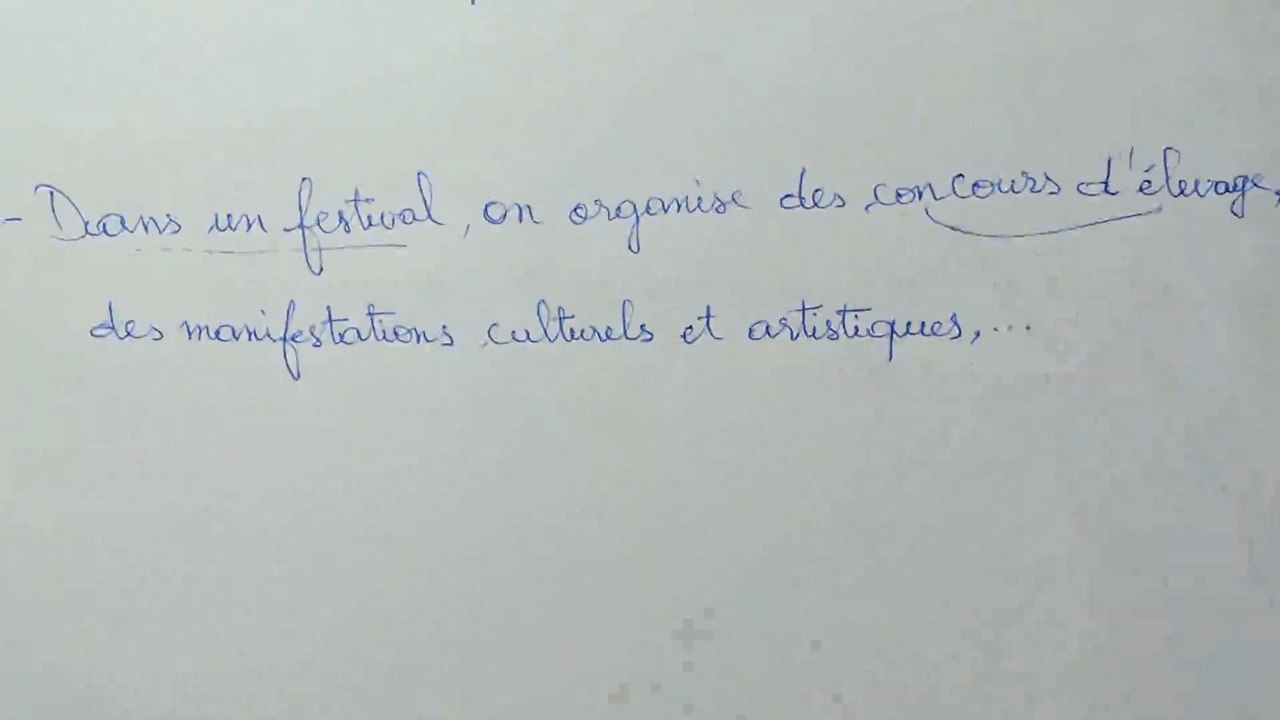 - Dans un festival, on organise des concours d'élevage,
des manifestations culturels et artistiques,...